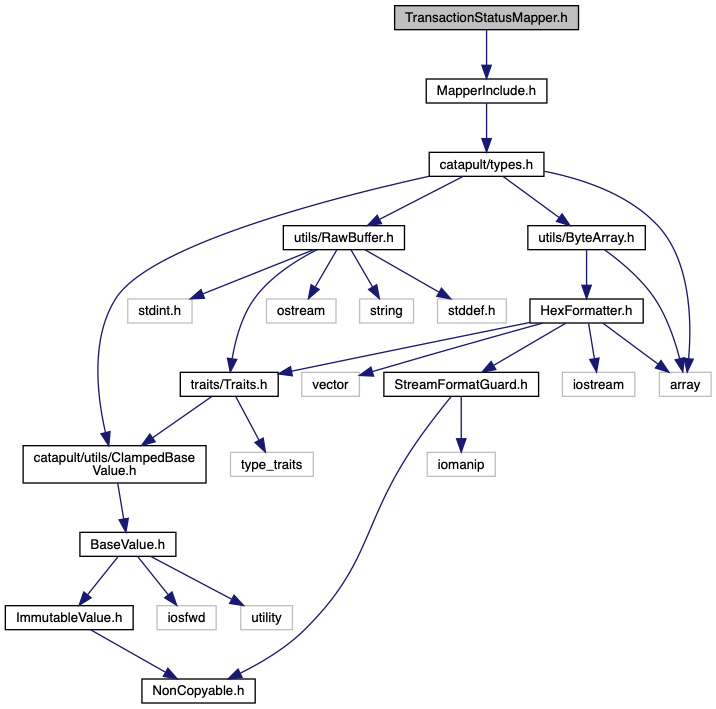 TransactionStatusMapper.h
MapperInclude.h
catapult/types.h
utils/RawBuffer.h
utils/ByteArray.h
stdint.h
ostream
string
stddef.h
HexFormatter.h
traits/Traits.h
vector
StreamFormatGuard.h
iostream
array
catapult/utils/ClampedBase
Value.h
type_traits
iomanip
BaseValue.h
ImmutableValue.h
iosfwd
utility
NonCopyable.h